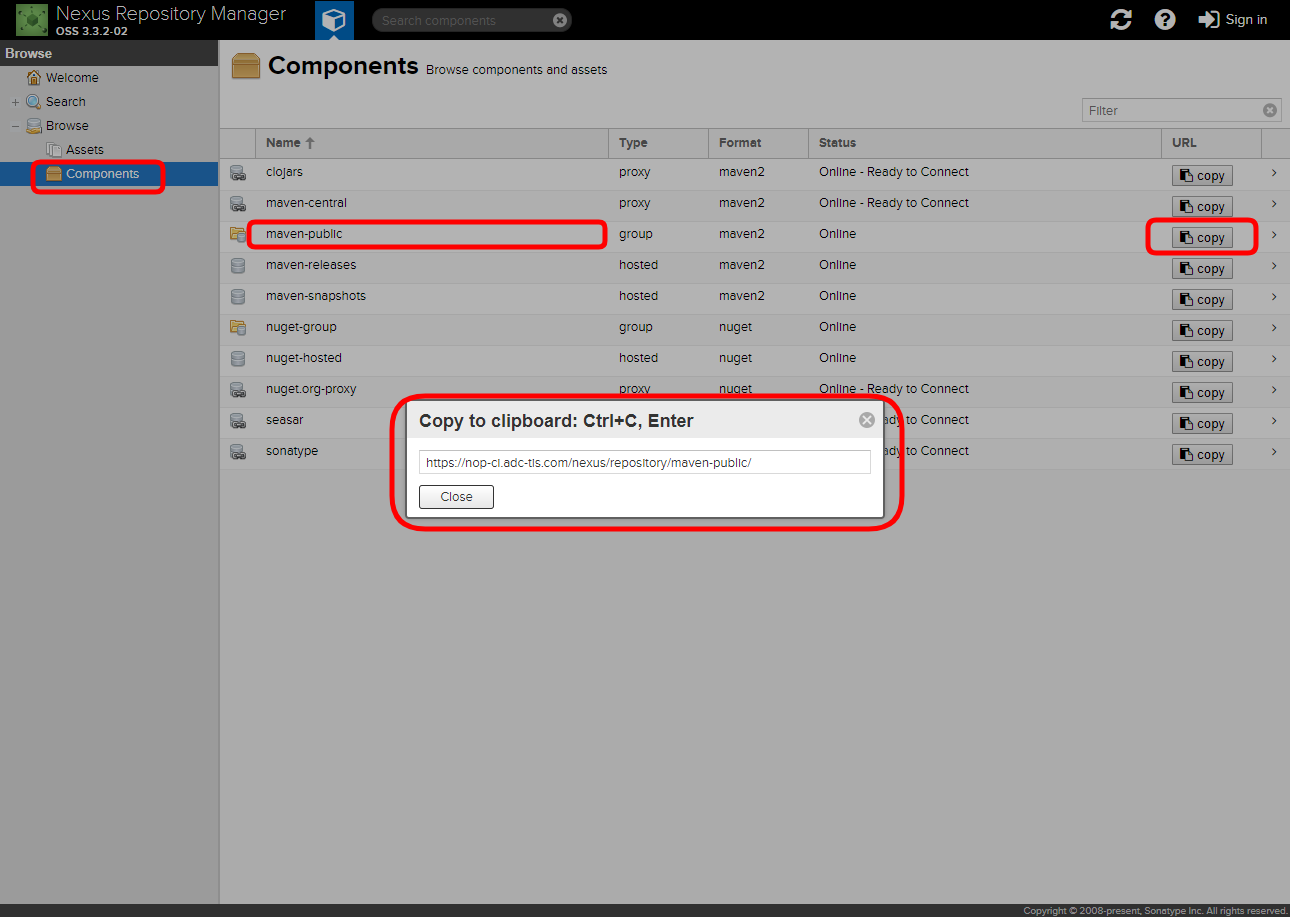 Nexus Repository Manager
OSS 3.3.2-02
Search components
Sign in
Browse
Welcome
Search
Browse
Assets
Components
Components Browse components and assets
Filter
Name Type Format Status URL
clojars proxy maven2 Online - Ready to Connect copy
maven-central proxy maven2 Online - Ready to Connect copy
maven-public group maven2 Online copy
maven-releases hosted maven2 Online copy
maven-snapshots hosted maven2 Online copy
nuget-group group nuget Online copy
nuget-hosted hosted nuget Online copy
nuget.org-proxy proxy nuget Online - Ready to Connect copy
seasar ady to Connect copy
sonatype ady to Connect copy
Copy to clipboard: Ctrl+C, Enter
https://nop-ci.adc-tis.com/nexus/repository/maven-public/
Close
Copyright © 2008-present, Sonatype Inc. All rights reserved.